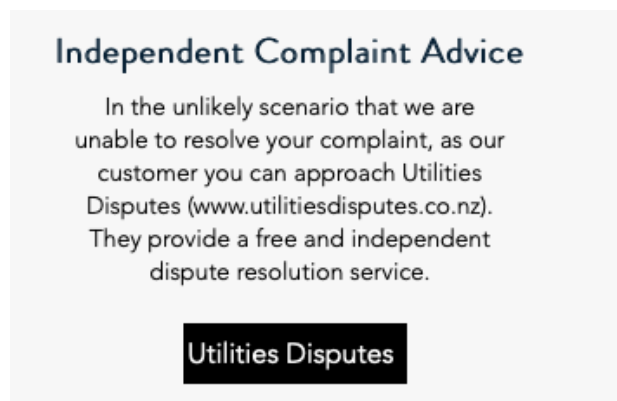 Independent Complaint Advice
In the unlikely scenario that we are
unable to resolve your complaint, as our
customer you can approach Utilities
Disputes (www.utilitiesdisputes.co.nz).
They provide a free and independent
dispute resolution service.
Utilities Disputes